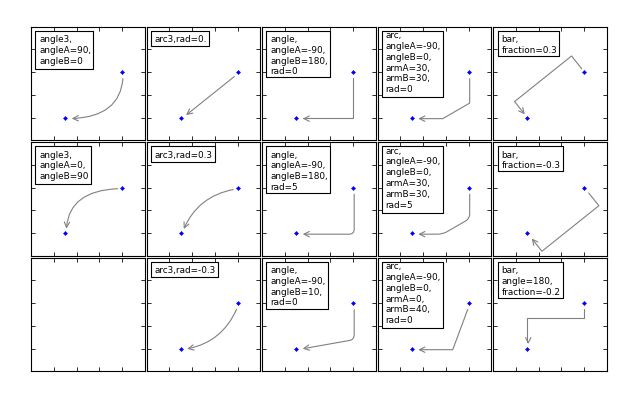 angle3,
angleA=90,
angleB=0
arc3,rad=0.
angle,
angleA=-90,
angleB=180,
rad=0
arc,
angleA=-90,
angleB=0,
armA=30,
armB=30,
rad=0
bar,
fraction=0.3
angle3,
angleA=0,
angleB=90
arc3,rad=0.3
angle,
angleA=-90,
angleB=180,
rad=5
arc,
angleA=-90,
angleB=0,
armA=30,
armB=30,
rad=5
bar,
fraction=-0.3
arc3,rad=-0.3
angle,
angleA=-90,
angleB=10,
rad=0
arc,
angleA=-90,
angleB=0,
armA=0,
armB=40,
rad=0
bar,
angle=180,
fraction=-0.2